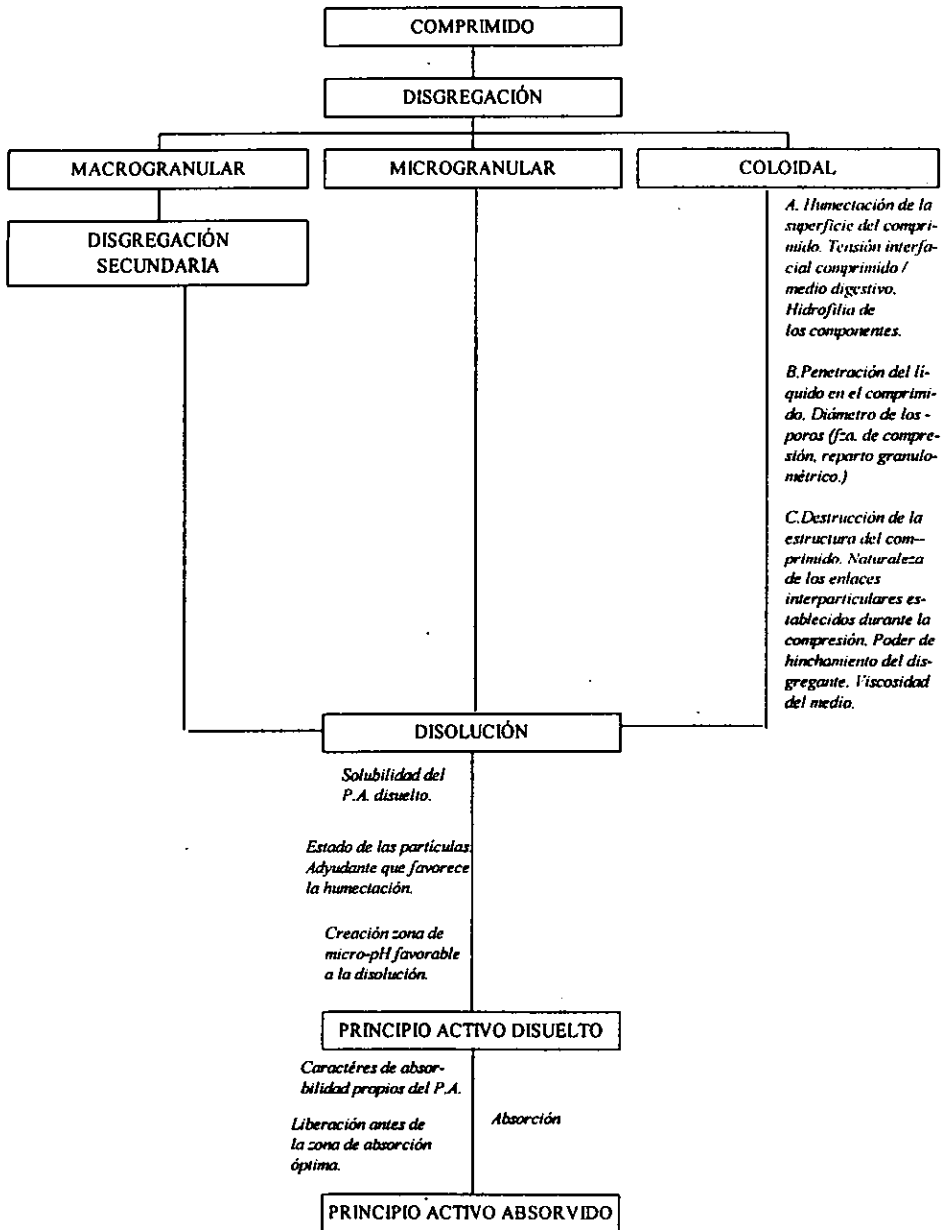 COMPRIMIDO
DISGREGACIÓN
MACROGRANULAR
MICROGRANULAR
COLOIDAL
DISGREGACIÓN
SECUNDARIA
A. Humectación de la
superficie del compri-
mido. Tensión interfa-
cial comprimido /
medio digestivo.
Hidrofilia de
los componentes.
B.Penetración del lí-
quido en el comprimi-
do. Diámetro de los -
poros (fza. de compre-
sión, reparto granulo-
métrico.)
C.Destrucción de la
estructura del com--
primido. Naturaleza
de los enlaces
interparticulares es-
tablecidos durante la
compresión. Poder de
hinchamiento del dis-
gregante. Viscosidad
del medio.
DISOLUCIÓN
Solubilidad del
P.A. disuelto.
Estado de las partículas.
Adyudante que favorece
la humectación.
Creación zona de
micro-pH favorable
a la disolución.
PRINCIPIO ACTIVO DISUELTO
Caractéres de absor-
bilidad propios del P.A.
Liberación antes de
la zona de absorción
óptima.
Absorción
PRINCIPIO ACTIVO ABSORVIDO